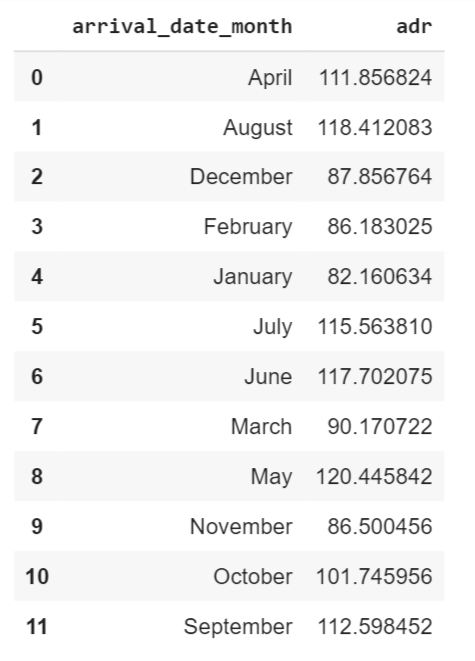 arrival_date_month adr
0 April 111.856824
1 August 118.412083
2 December 87.856764
3 February 86.183025
4 January 82.160634
5 July 115.563810
6 June 117.702075
7 March 90.170722
8 May 120.445842
9 November 86.500456
10 October 101.745956
11 September 112.598452